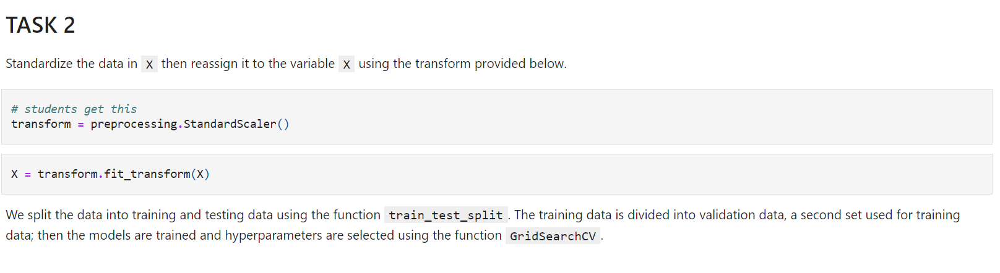 TASK 2
Standardize the data in X then reassign it to the variable X using the transform provided below.
# students get this
transform = preprocessing.StandardScaler()
X = transform.fit_transform(X)
We split the data into training and testing data using the function train_test_split. The training data is divided into validation data, a second set used for training
data; then the models are trained and hyperparameters are selected using the function GridSearchCV.